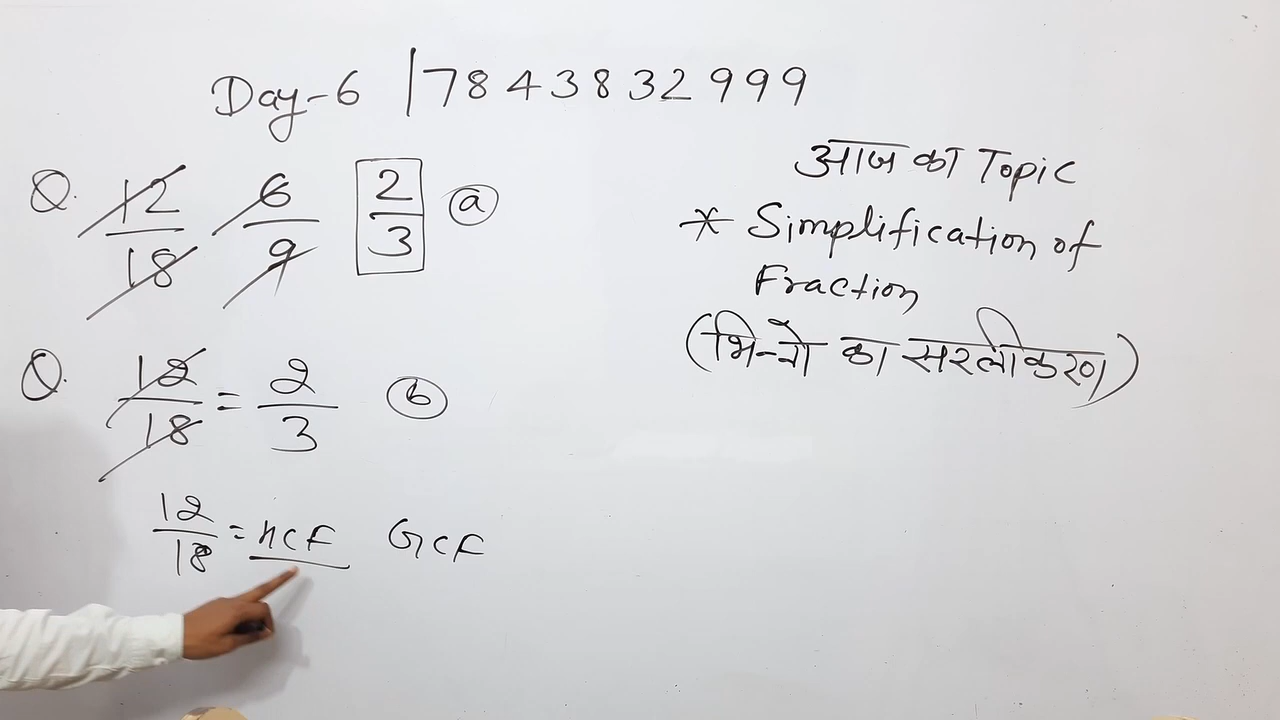 Day-6 | 7843832999
आज का Topic
* Simplification of
Fraction
(भिन्नो का सरलीकरण)
Q. 12/18 6/9 2/3 (a)
Q. 12/18 = 2/3 (b)
12/18 = HCF GCF